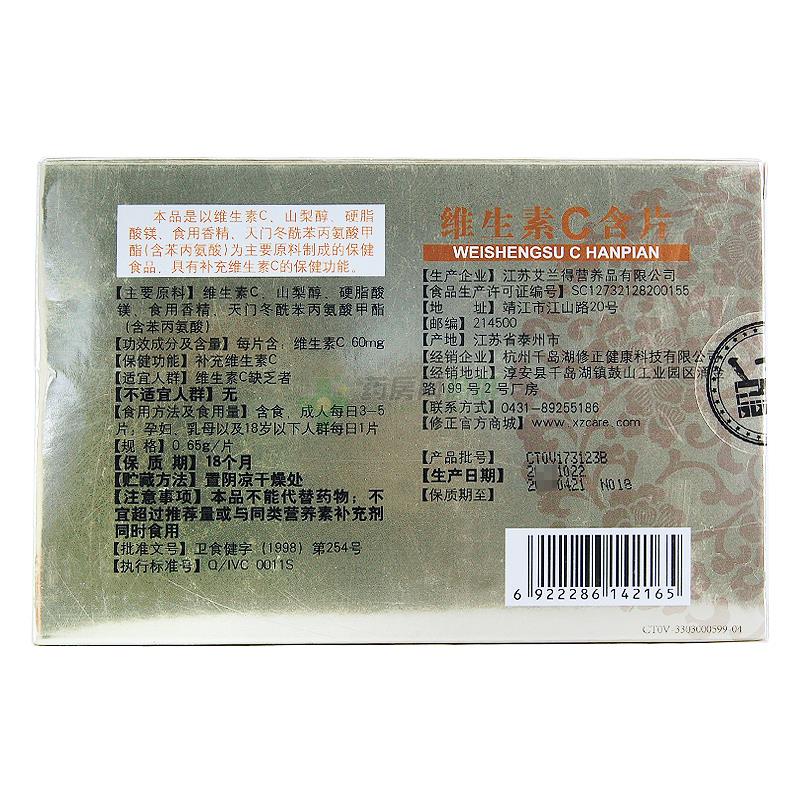 本品是以维生素C、山梨醇、硬脂
酸镁、食用香精、天门冬酰苯丙氨酸甲
酯(含苯丙氨酸)为主要原料制成的保健
食品,具有补充维生素C的保健功能。
【主要原料】维生素C、山梨醇、硬脂酸
镁、食用香精、天门冬酰苯丙氨酸甲酯
(含苯丙氨酸)
【功效成分及含量】每片含:维生素C 60mg
【保健功能】补充维生素C
【适宜人群】维生素C缺乏者
【不适宜人群】无
【食用方法及食用量】含食,成人每日3-5
片;孕妇、乳母以及18岁以下人群每日1片
【规 格】0.65g/片
【保 质 期】18个月
【贮藏方法】置阴凉干燥处
【注意事项】本品不能代替药物;不
宜超过推荐量或与同类营养素补充剂
同时食用
【批准文号】卫食健字(1998)第254号
【执行标准号】Q/IVC 0011S
维生素C含片
WEISHENGSU C HANPIAN
【生产企业】江苏艾兰得营养品有限公司
【食品生产许可证编号】SC12732128200155
【地 址】靖江市江山路20号
【邮编】214500
【产地】江苏省泰州市
【经销企业】杭州千岛湖修正健康科技有限公司
【经销地址】淳安县千岛湖镇鼓山工业园区涌金
路199号2号厂房
【联系方式】0431-89255186
【修正官方商城】www.xzcare.com
【产品批号】 CT0V173123B
【生产日期】 2 1022
【保质期至】 2 0421 N018
6 922286 142165
CT0V-3303000599-04
药房